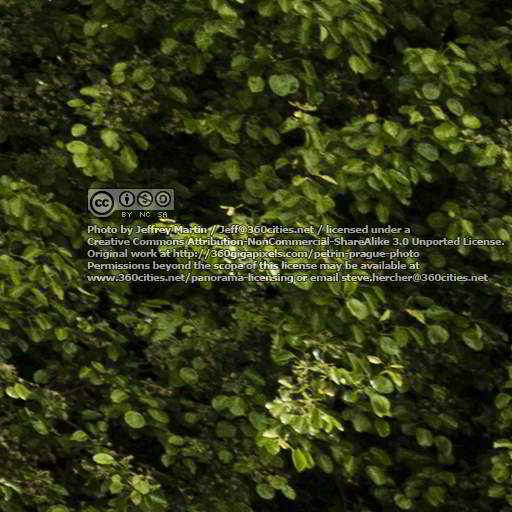 cc BY NC SA
Photo by Jeffrey Martin / Jeff@360cities.net / licensed under a
Creative Commons Attribution-NonCommercial-ShareAlike 3.0 Unported License.
Original work at http://360gigapixels.com/petrin-prague-photo
Permissions beyond the scope of this license may be available at
www.360cities.net/panorama-licensing or email steve.hercher@360cities.net